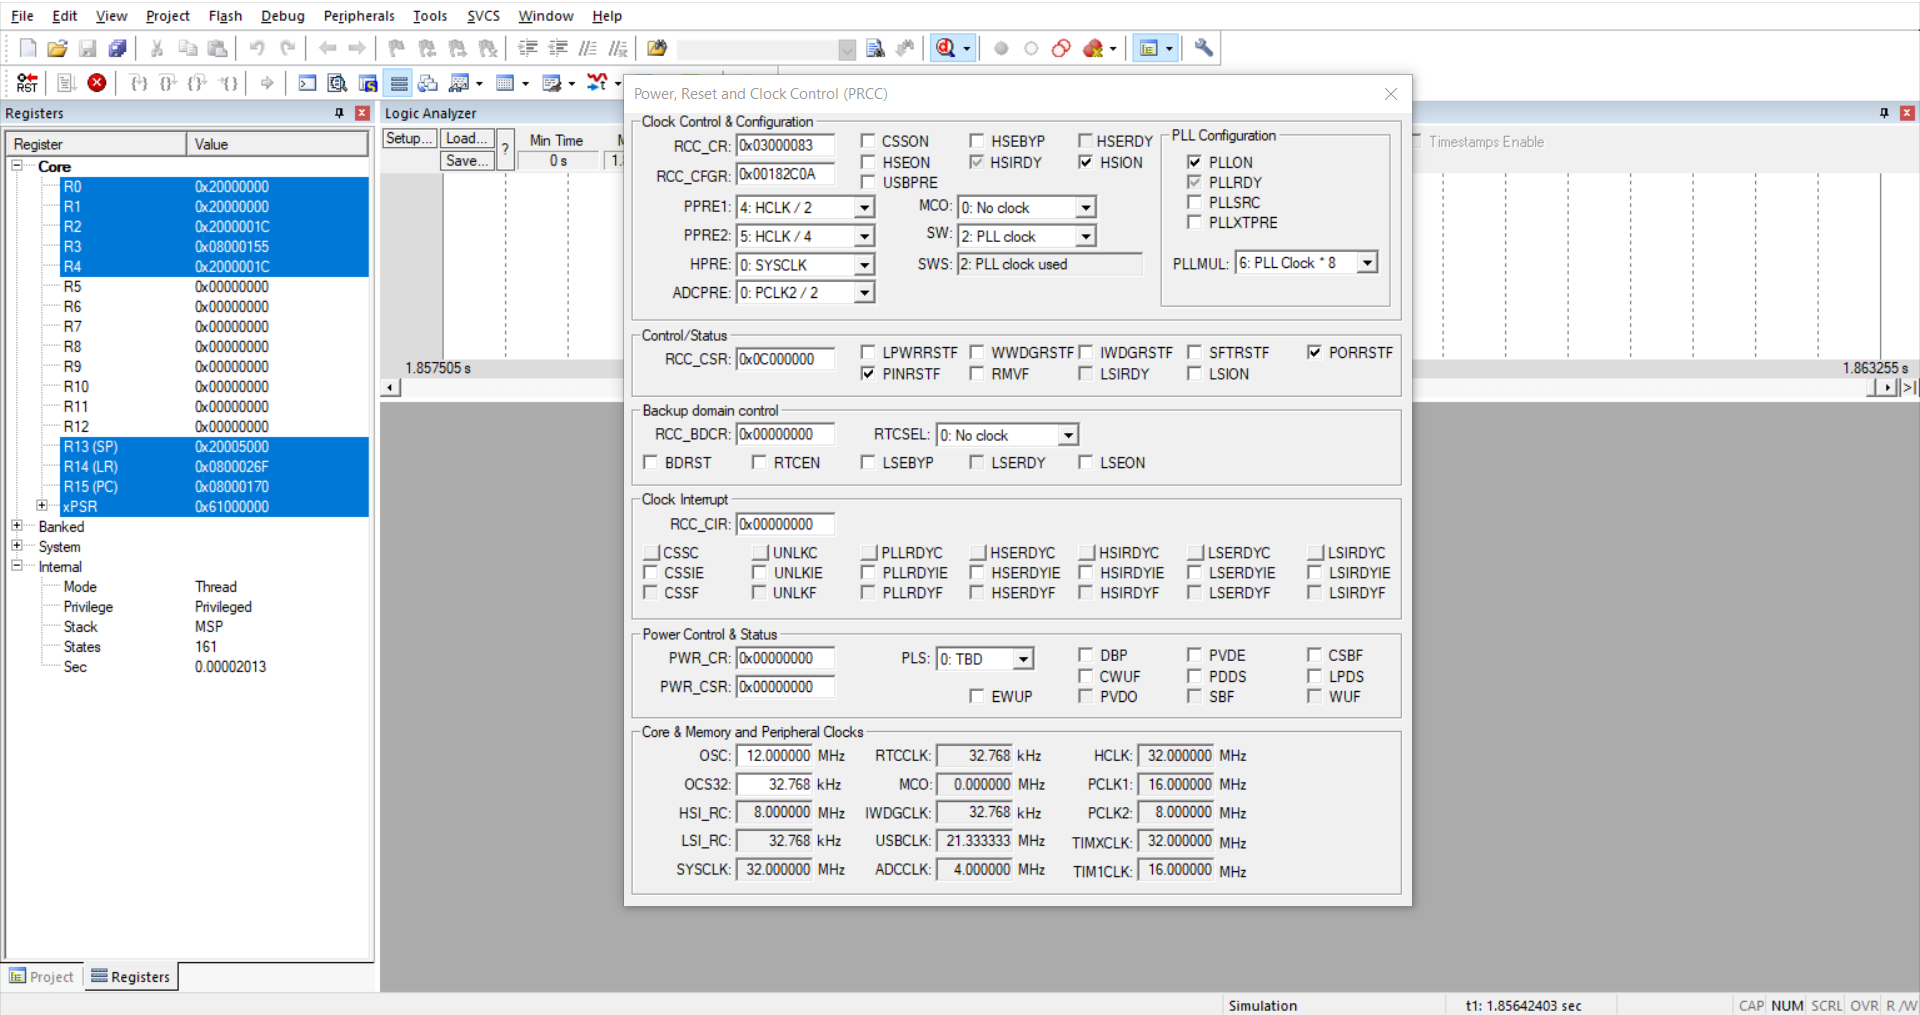 File Edit View Project Flash Debug Peripherals Tools SVCS Window Help
RST
Registers
Register Value
Core
R0 0x20000000
R1 0x20000000
R2 0x2000001C
R3 0x08000155
R4 0x2000001C
R5 0x00000000
R6 0x00000000
R7 0x00000000
R8 0x00000000
R9 0x00000000
R10 0x00000000
R11 0x00000000
R12 0x00000000
R13 (SP) 0x20005000
R14 (LR) 0x0800026F
R15 (PC) 0x08000170
xPSR 0x61000000
Banked
System
Internal
Mode Thread
Privilege Privileged
Stack MSP
States 161
Sec 0.00002013
Project Registers
Logic Analyzer
Setup... Load... ? Min Time
Save... 0 s 1.
Timestamps Enable
1.857505 s 1.863255 s
Power, Reset and Clock Control (PRCC)
Clock Control & Configuration
RCC_CR: 0x03000083 CSSON HSEBYP HSERDY
RCC_CFGR: 0x00182C0A HSEON HSIRDY HSION
USBPRE
PPRE1: 4: HCLK / 2 MCO: 0: No clock
PPRE2: 5: HCLK / 4 SW: 2: PLL clock
HPRE: 0: SYSCLK SWS: 2: PLL clock used
ADCPRE: 0: PCLK2 / 2
PLL Configuration
PLLON
PLLRDY
PLLSRC
PLLXTPRE
PLLMUL: 6: PLL Clock * 8
Control/Status
RCC_CSR: 0x0C000000 LPWRRSTF WWDGRSTF IWDGRSTF SFTRSTF PORRSTF
PINRSTF RMVF LSIRDY LSION
Backup domain control
RCC_BDCR: 0x00000000 RTCSEL: 0: No clock
BDRST RTCEN LSEBYP LSERDY LSEON
Clock Interrupt
RCC_CIR: 0x00000000
CSSC UNLKC PLLRDYC HSERDYC HSIRDYC LSERDYC LSIRDYC
CSSIE UNLKIE PLLRDYIE HSERDYIE HSIRDYIE LSERDYIE LSIRDYIE
CSSF UNLKF PLLRDYF HSERDYF HSIRDYF LSERDYF LSIRDYF
Power Control & Status
PWR_CR: 0x00000000 PLS: 0: TBD DBP PVDE CSBF
CWUF PDDS LPDS
PWR_CSR: 0x00000000 EWUP PVDO SBF WUF
Core & Memory and Peripheral Clocks
OSC: 12.000000 MHz RTCCLK: 32.768 kHz HCLK: 32.000000 MHz
OCS32: 32.768 kHz MCO: 0.000000 MHz PCLK1: 16.000000 MHz
HSI_RC: 8.000000 MHz IWDGCLK: 32.768 kHz PCLK2: 8.000000 MHz
LSI_RC: 32.768 kHz USBCLK: 21.333333 MHz TIMXCLK: 32.000000 MHz
SYSCLK: 32.000000 MHz ADCCLK: 4.000000 MHz TIM1CLK: 16.000000 MHz
Simulation t1: 1.85642403 sec CAP NUM SCRL OVR R /W